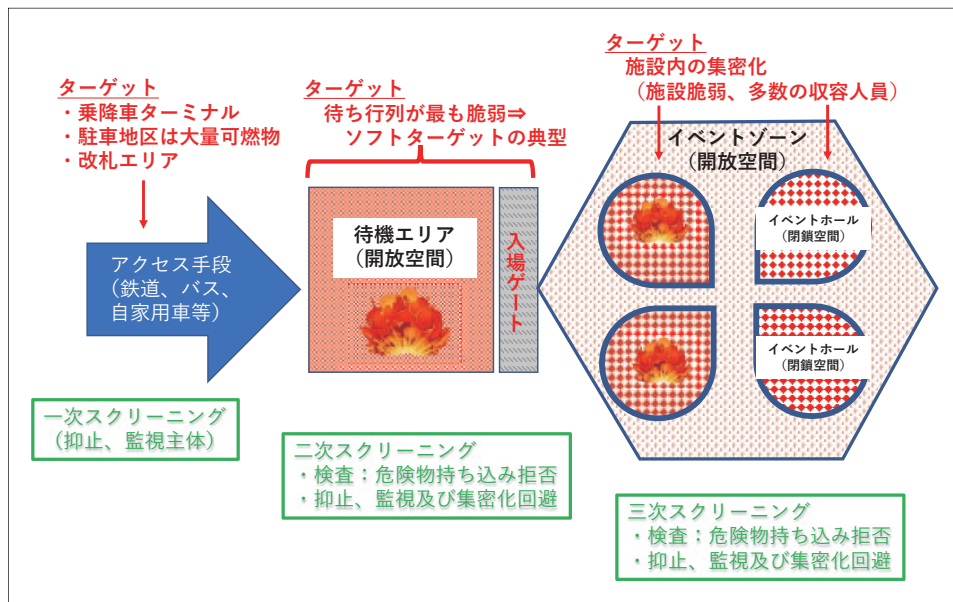 ターゲット
・乗降車ターミナル
・駐車地区は大量可燃物
・改札エリア
アクセス手段
（鉄道、バス、
自家用車等）
一次スクリーニング
（抑止、監視主体）
ターゲット
待ち行列が最も脆弱⇒
ソフトターゲットの典型
待機エリア
（開放空間）
入場ゲート
二次スクリーニング
・検査：危険物持ち込み拒否
・抑止、監視及び集密化回避
ターゲット
施設内の集密化
（施設脆弱、多数の収容人員）
イベントゾーン
（開放空間）
イベントホール
（閉鎖空間）
イベントホール
（閉鎖空間）
三次スクリーニング
・検査：危険物持ち込み拒否
・抑止、監視及び集密化回避